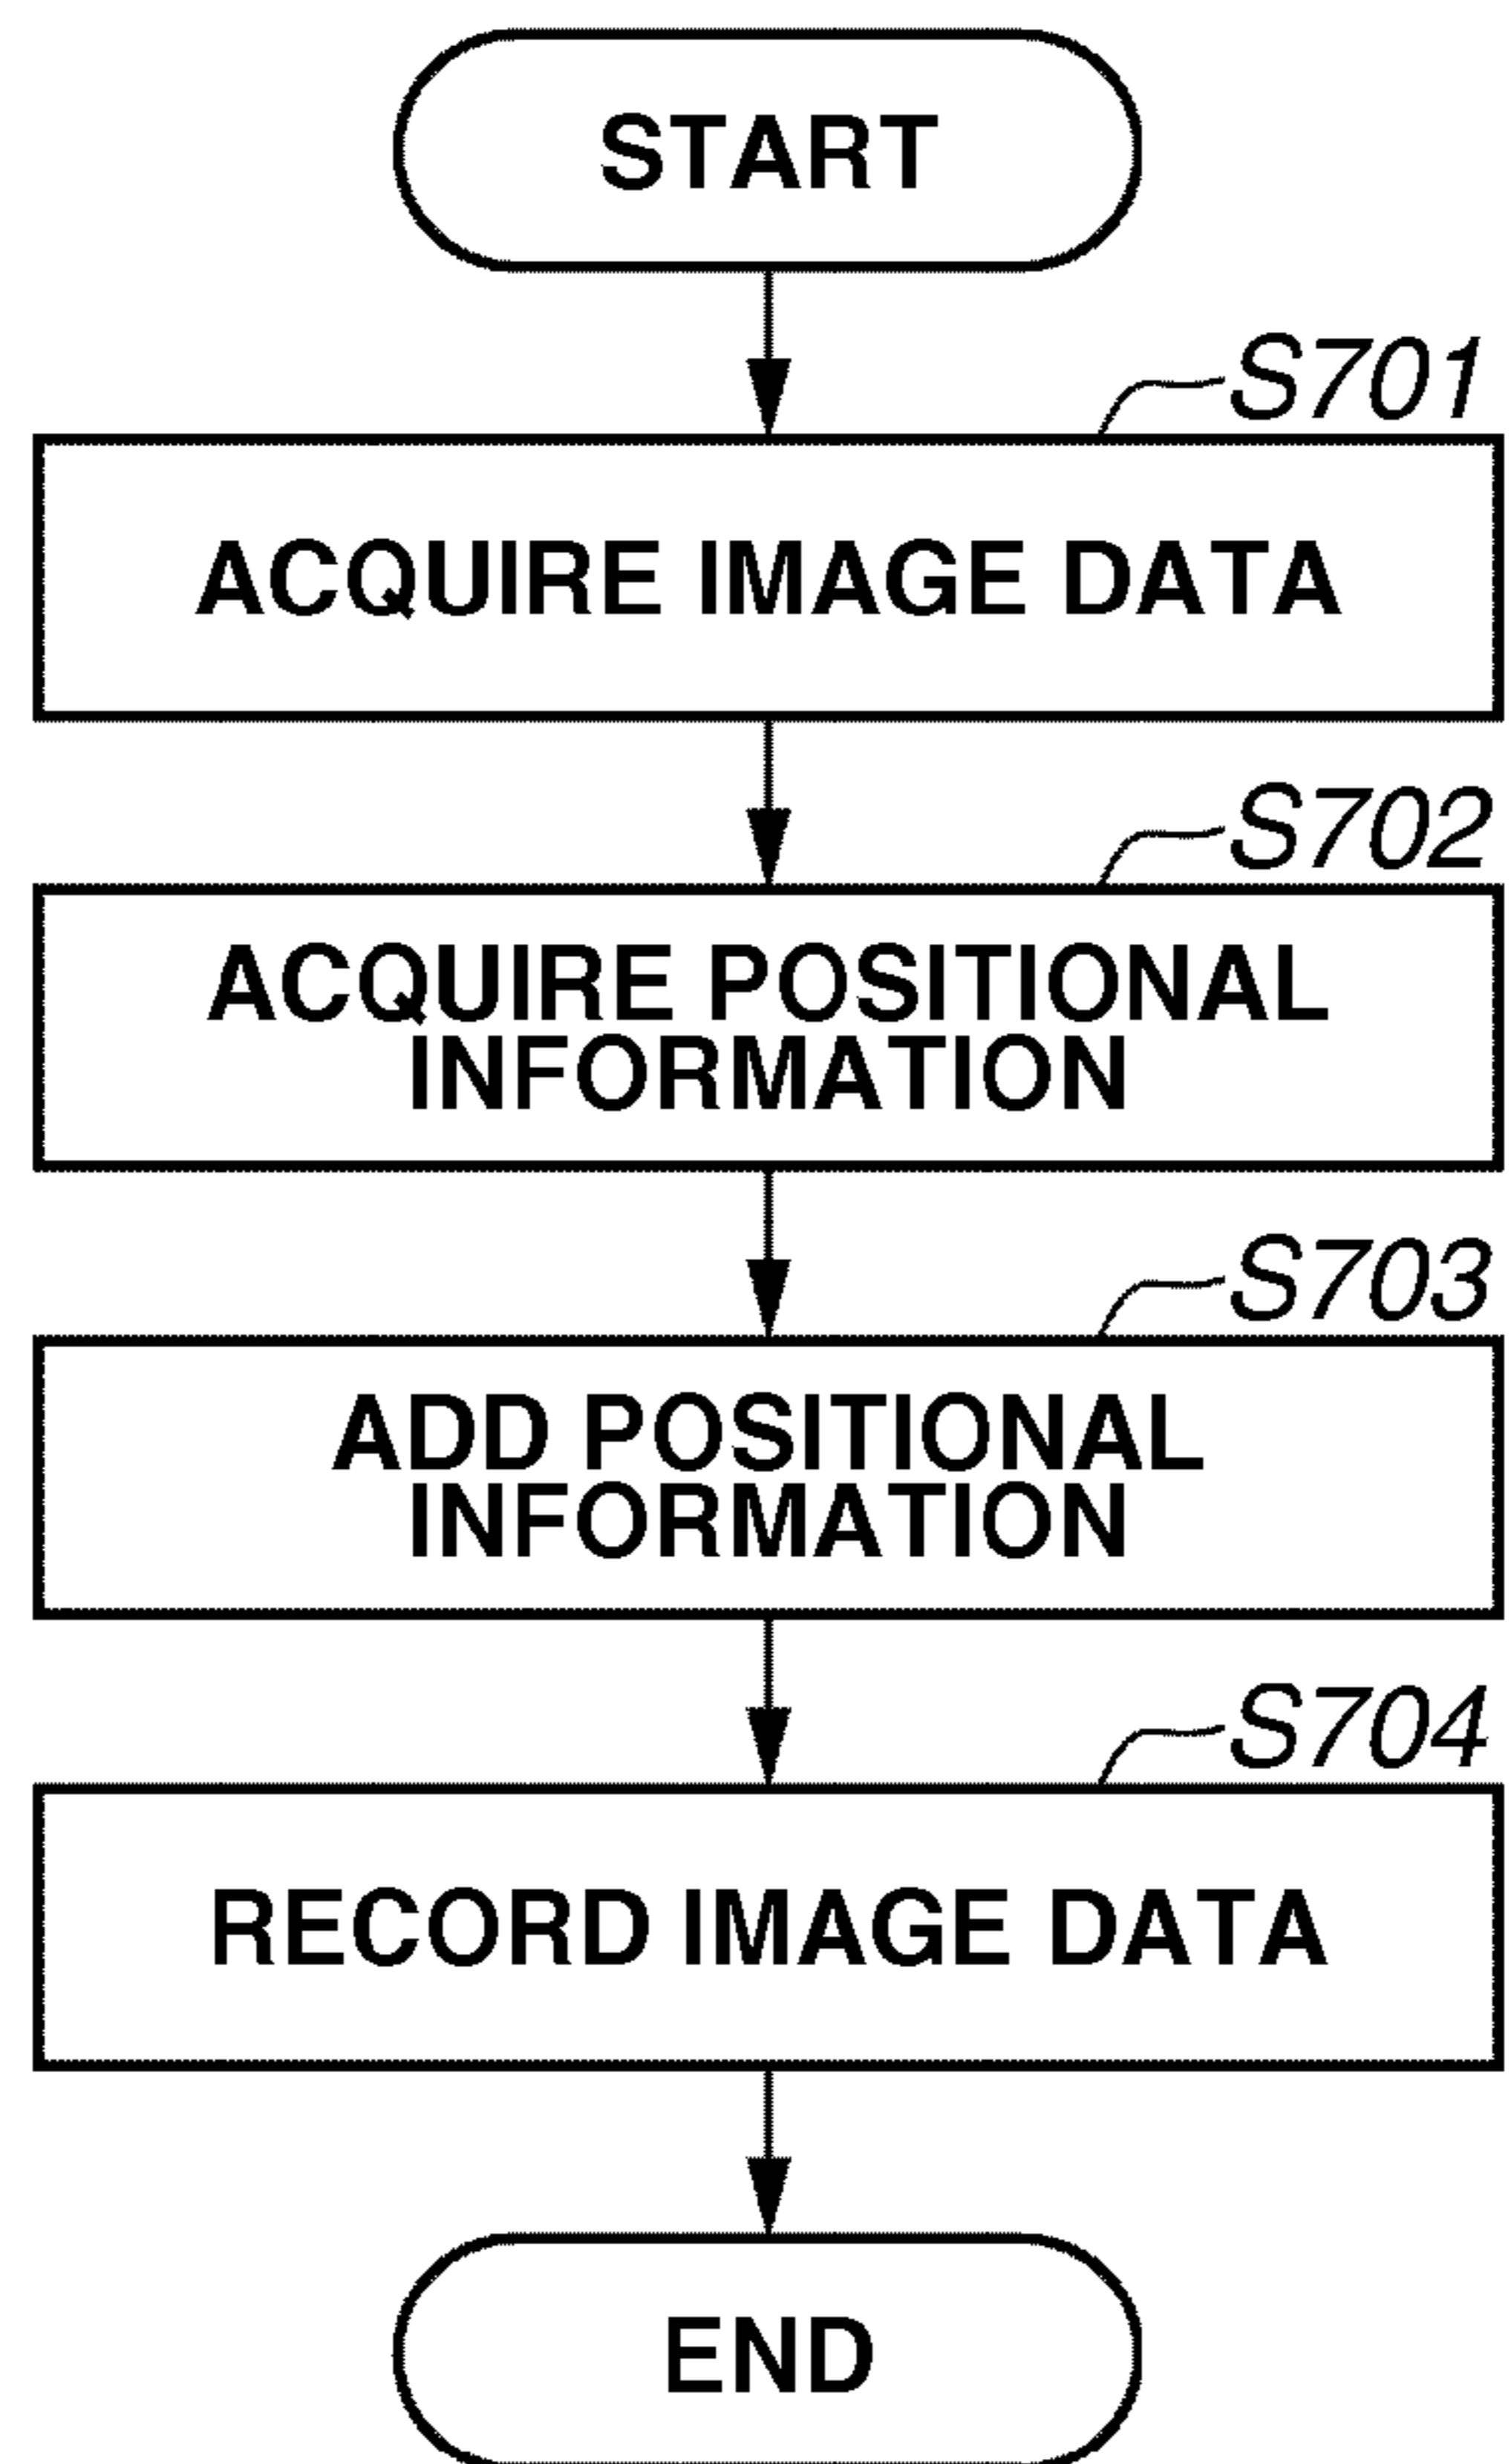 START
S701
ACQUIRE IMAGE DATA
S702
ACQUIRE POSITIONAL
INFORMATION
S703
ADD POSITIONAL
INFORMATION
S704
RECORD IMAGE DATA
END